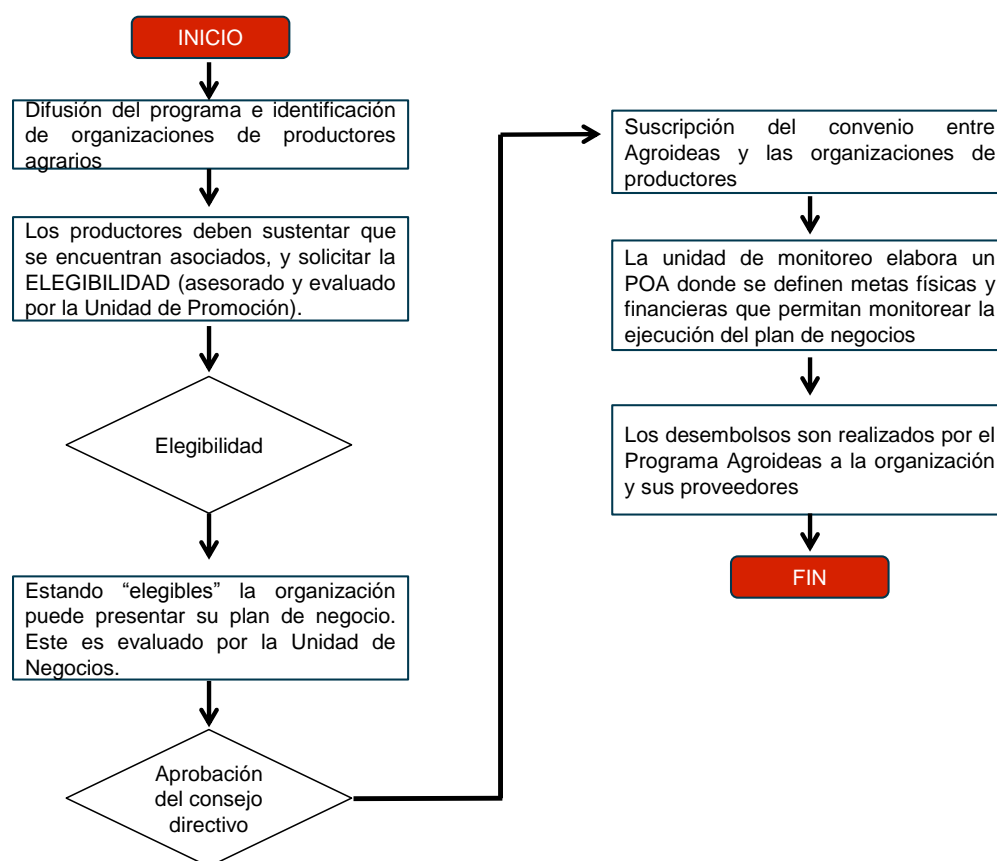 INICIO
Difusión del programa e identificación
de organizaciones de productores
agrarios
Los productores deben sustentar que
se encuentran asociados, y solicitar la
ELEGIBILIDAD (asesorado y evaluado
por la Unidad de Promoción).
Elegibilidad
Estando “elegibles” la organización
puede presentar su plan de negocio.
Este es evaluado por la Unidad de
Negocios.
Aprobación
del consejo
directivo
Suscripción del convenio entre
Agroideas y las organizaciones de
productores
La unidad de monitoreo elabora un
POA donde se definen metas físicas y
financieras que permitan monitorear la
ejecución del plan de negocios
Los desembolsos son realizados por el
Programa Agroideas a la organización
y sus proveedores
FIN